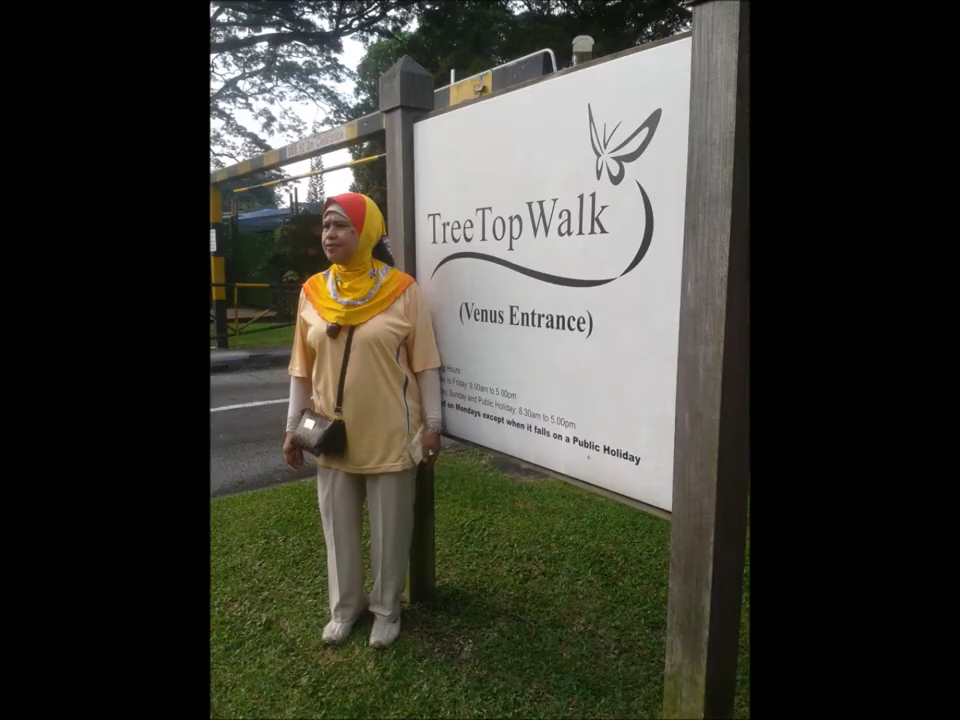 TreeTopWalk
(Venus Entrance)
Hours
to Friday: 9.00am to 5.00pm
Sunday and Public Holiday: 8.30am to 5.00pm
on Mondays except when it falls on a Public Holiday